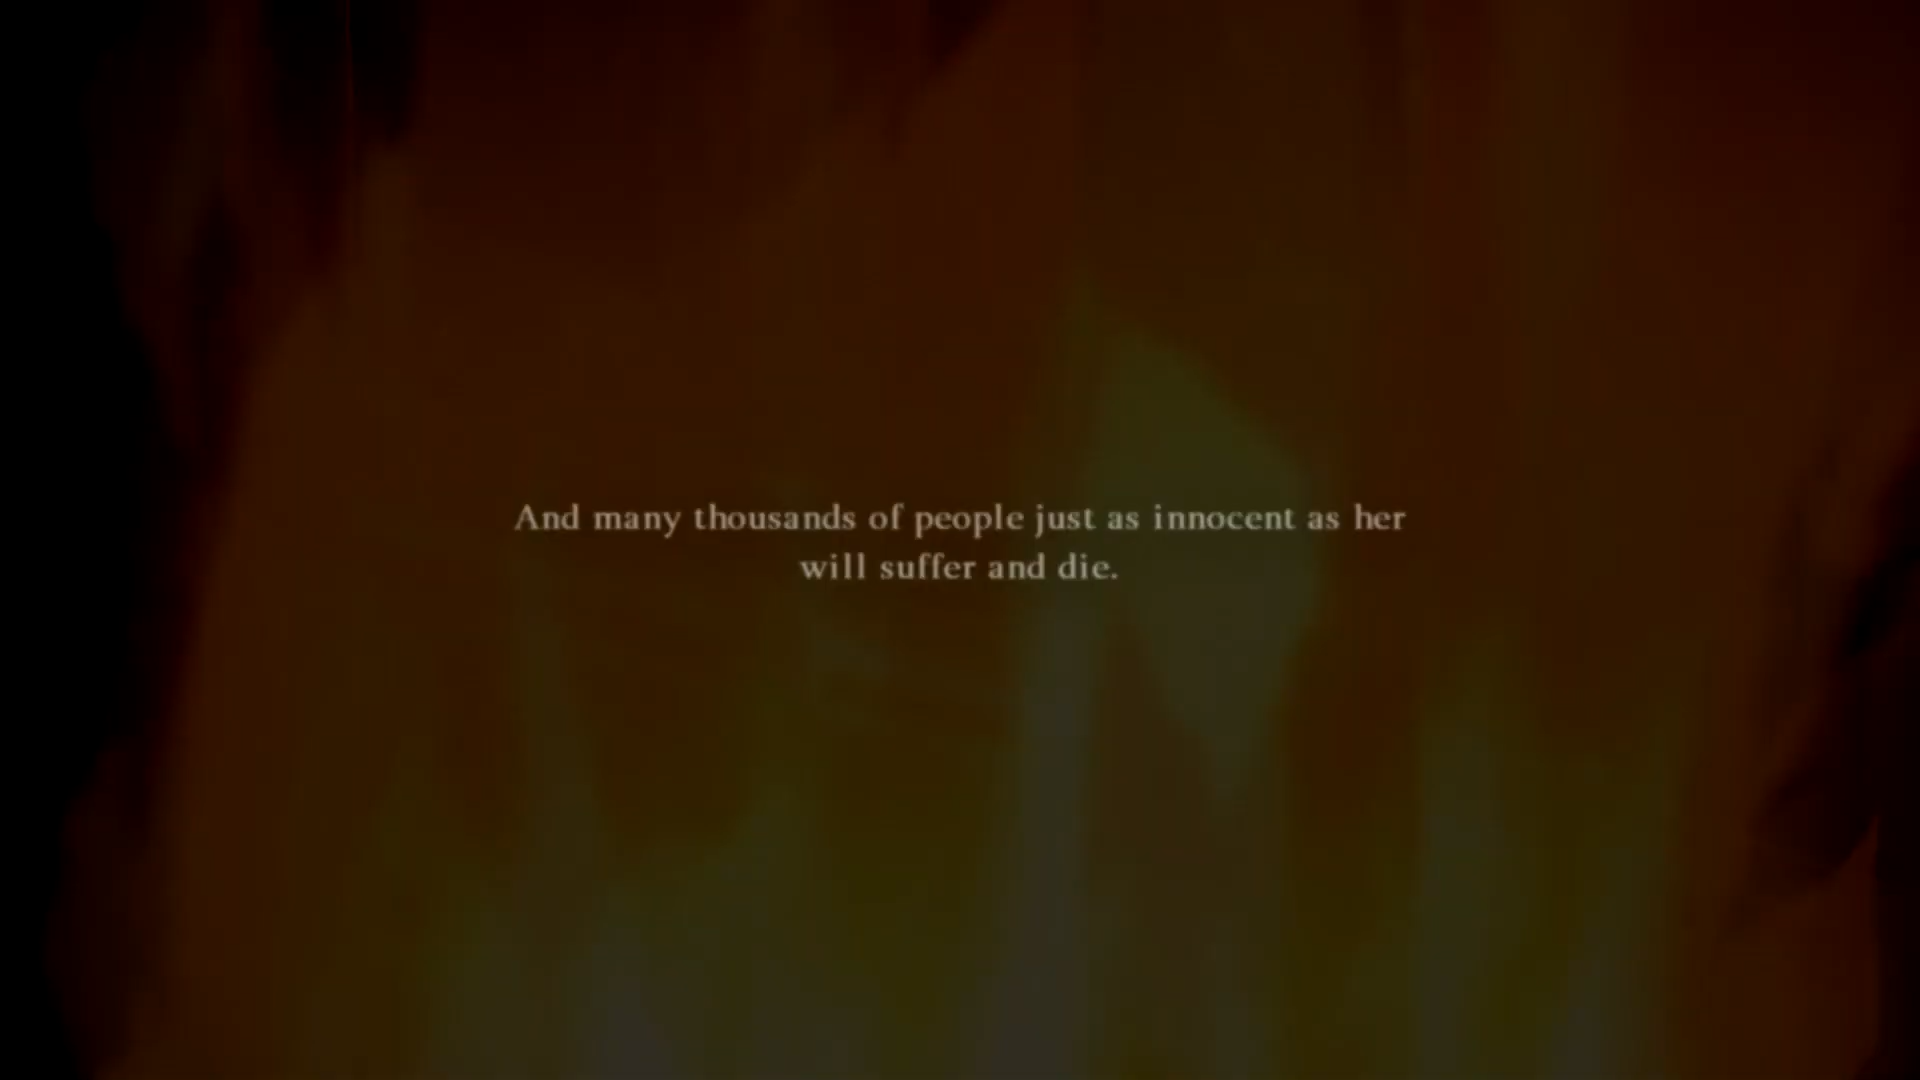 And many thousands of people just as innocent as her
will suffer and die.